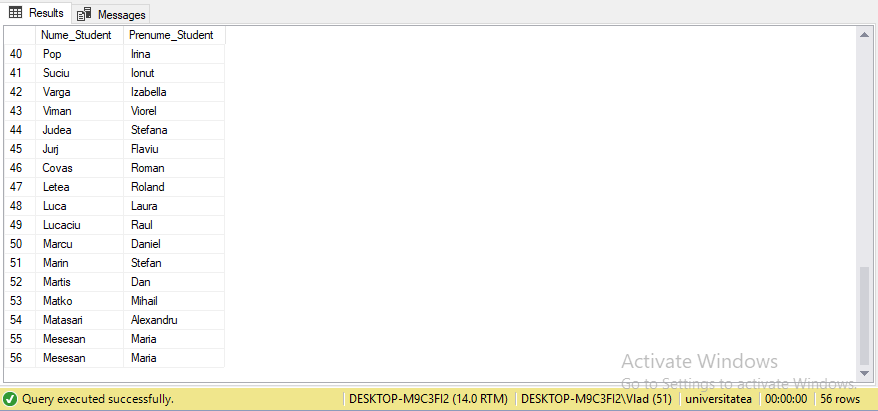 Results Messages
Nume_Student Prenume_Student
40 Pop Irina
41 Suciu Ionut
42 Varga Izabella
43 Viman Viorel
44 Judea Stefana
45 Jurj Flaviu
46 Covas Roman
47 Letea Roland
48 Luca Laura
49 Lucaciu Raul
50 Marcu Daniel
51 Marin Stefan
52 Martis Dan
53 Matko Mihail
54 Matasari Alexandru
55 Mesesan Maria
56 Mesesan Maria
Activate Windows
Go to Settings to activate Windows.
Query executed successfully. DESKTOP-M9C3FI2 (14.0 RTM) DESKTOP-M9C3FI2\Vlad (51) universitatea 00:00:00 56 rows